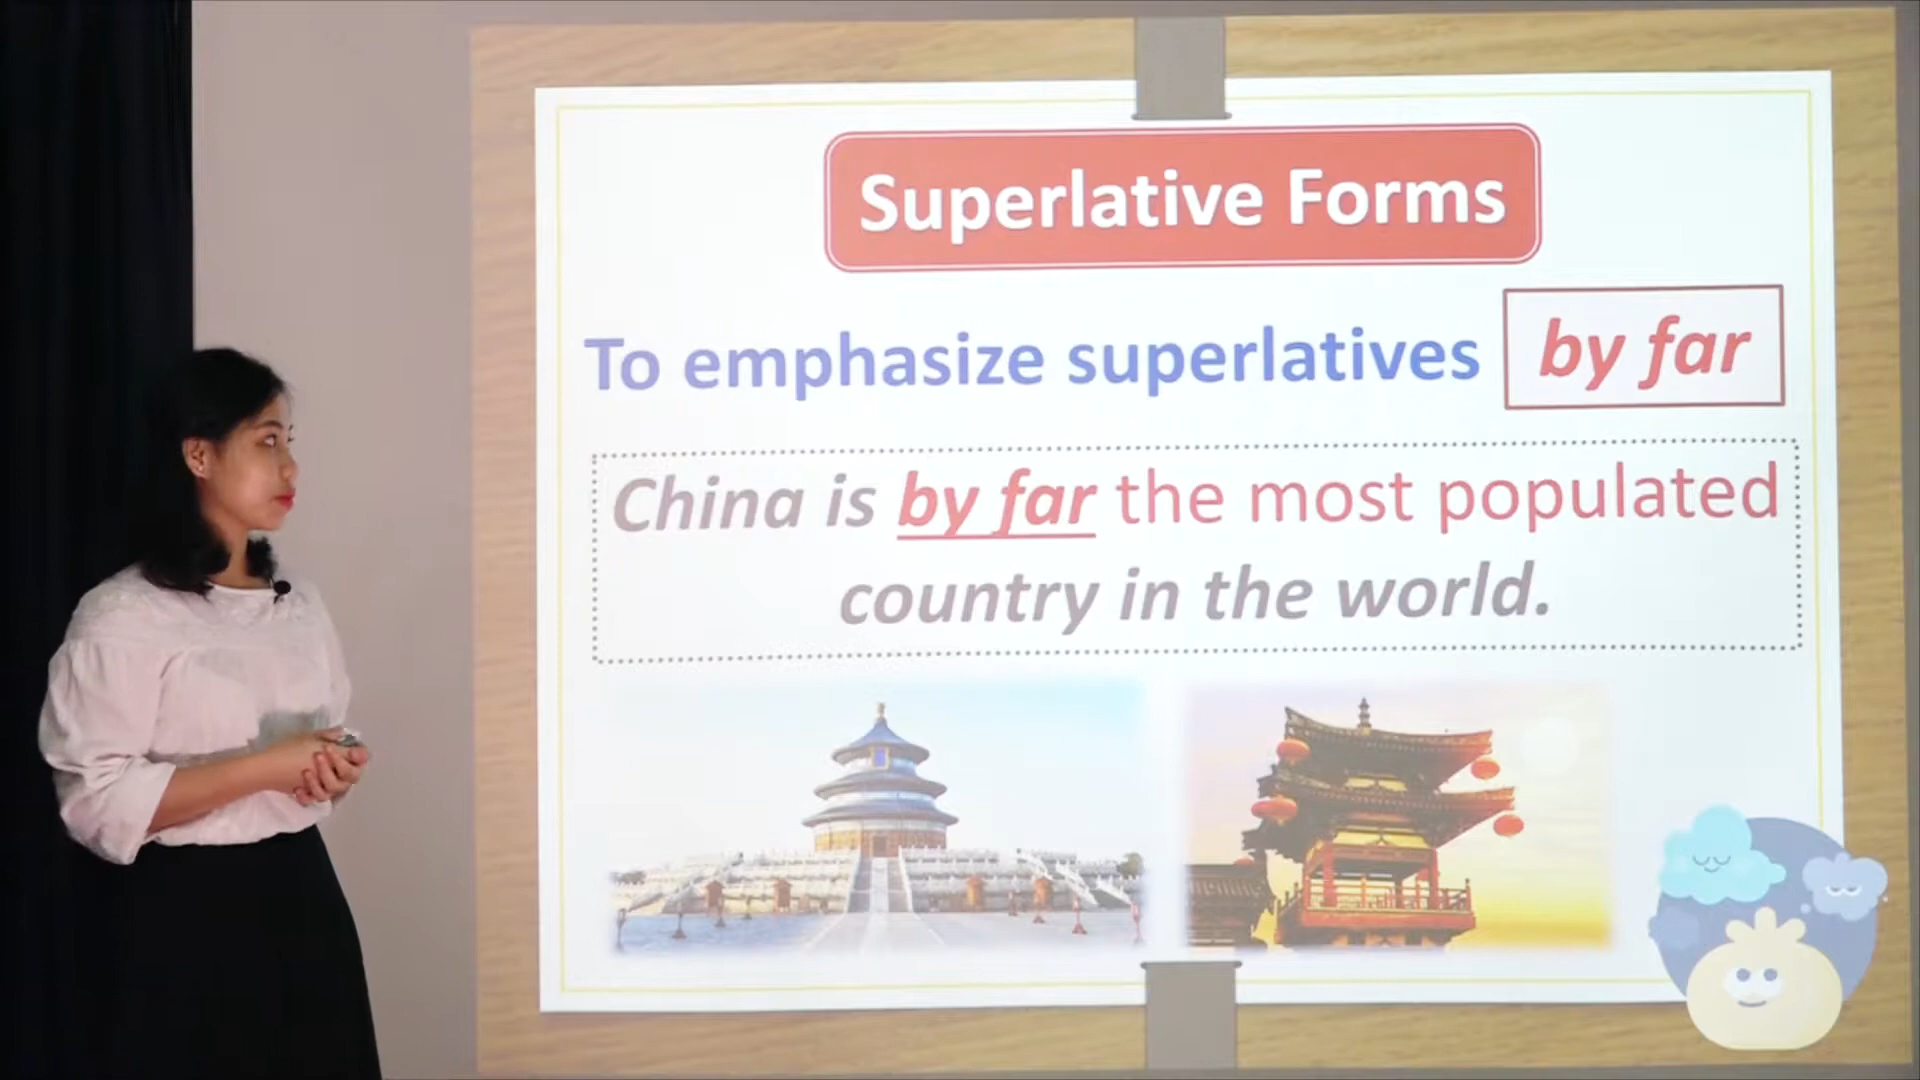 Superlative Forms
To emphasize superlatives by far
China is by far the most populated
country in the world.